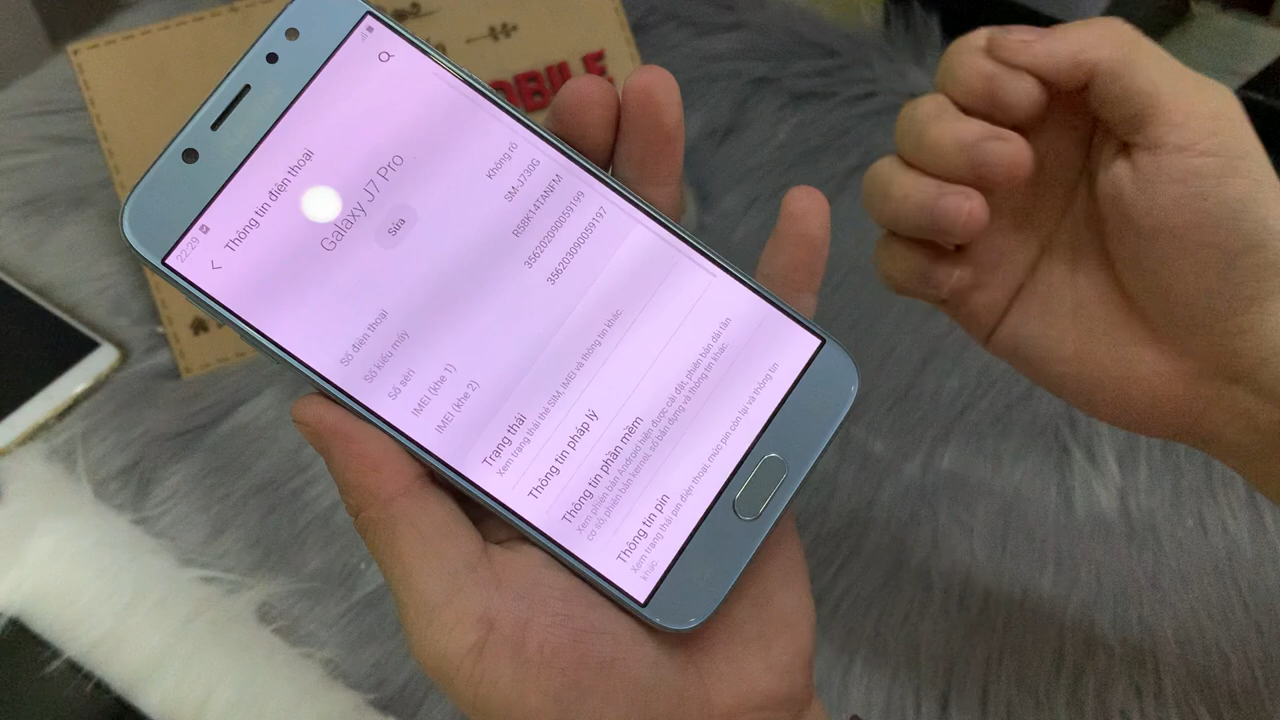 MOBILE
22:29
Thông tin điện thoại
Galaxy J7 Pro
Sửa
Số điện thoại Không rõ
Số kiểu máy SM-J730G
Số sêri R58K14TANFM
IMEI (khe 1) 356202090059199
IMEI (khe 2) 356203090059197
Trạng thái
Xem trạng thái thẻ SIM, IMEI và thông tin khác.
Thông tin pháp lý
Thông tin phần mềm
Xem phiên bản Android hiện được cài đặt, phiên bản dải tần
cơ sở, phiên bản kernel, số bản dựng và thông tin khác.
Thông tin pin
Xem trạng thái pin điện thoại, mức pin còn lại và thông tin
khác.